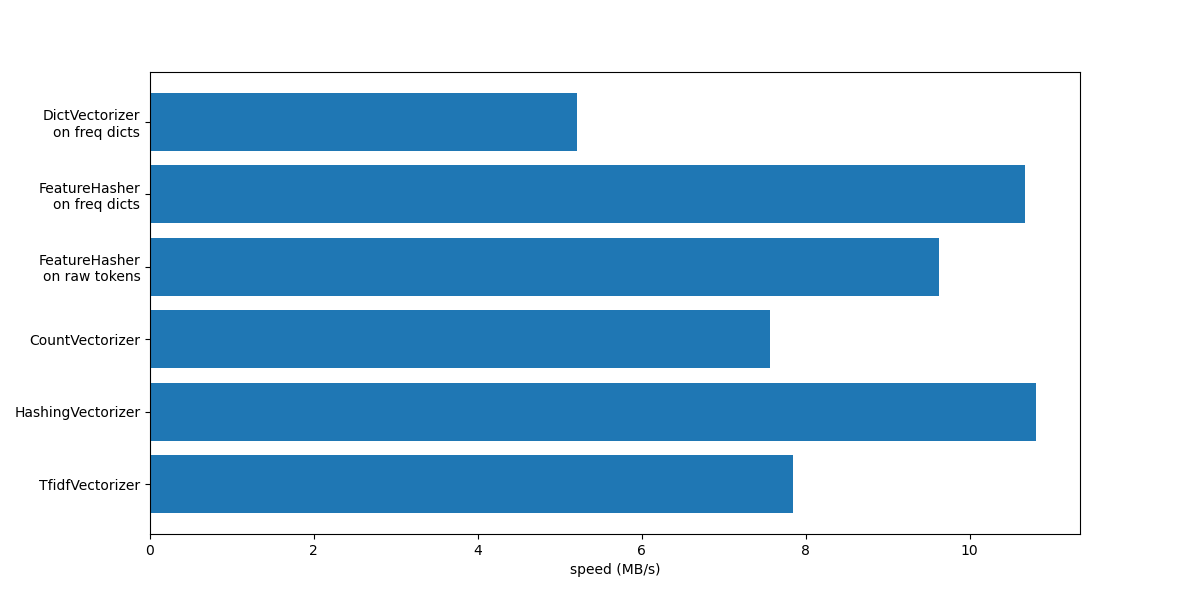 DictVectorizer
on freq dicts
FeatureHasher
on freq dicts
FeatureHasher
on raw tokens
CountVectorizer
HashingVectorizer
TfidfVectorizer
0 2 4 6 8 10
speed (MB/s)